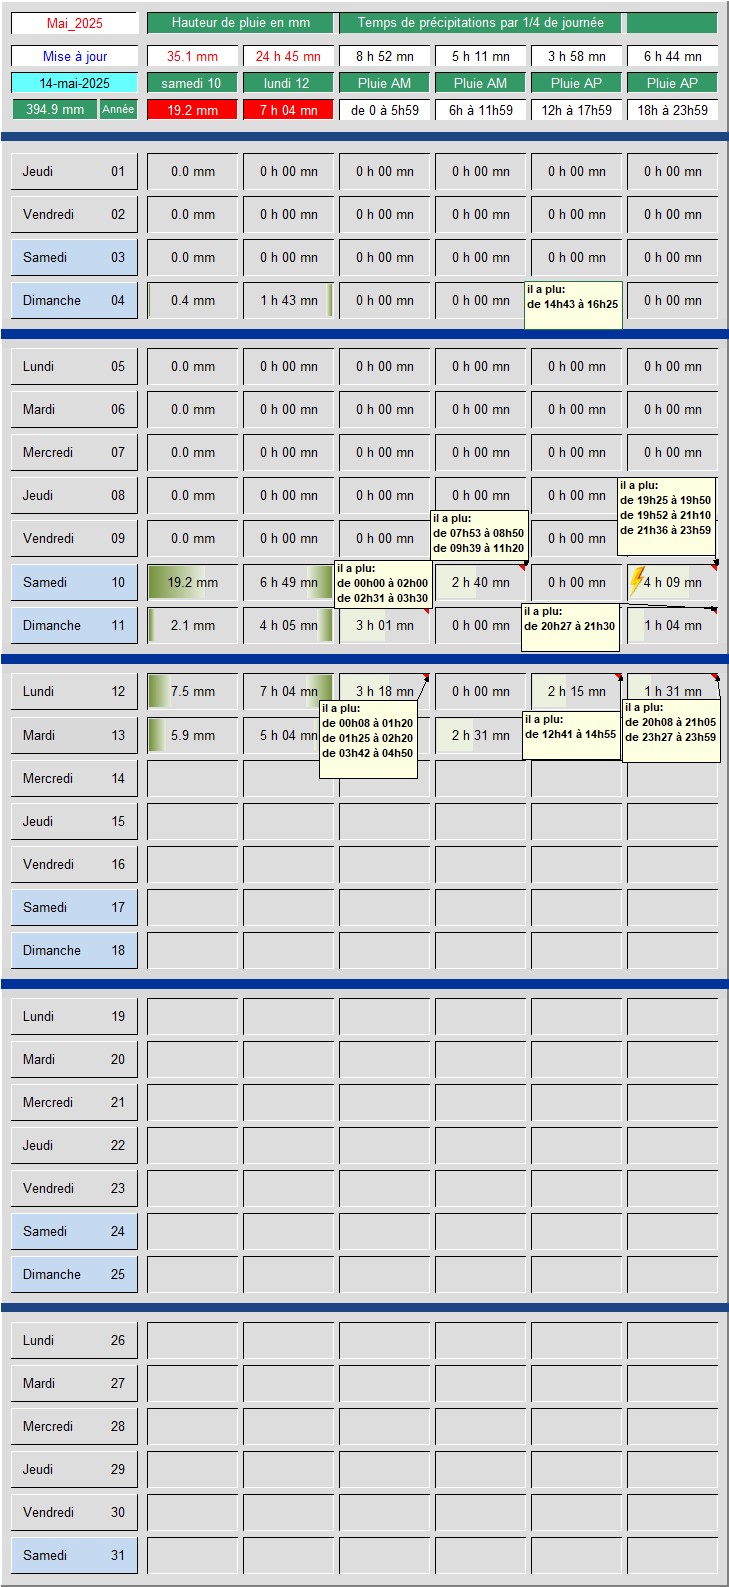 Mai_2025 Hauteur de pluie en mm Temps de précipitations par 1/4 de journée
Mise à jour 35.1 mm 24 h 45 mn 8 h 52 mn 5 h 11 mn 3 h 58 mn 6 h 44 mn
14-mai-2025 samedi 10 lundi 12 Pluie AM Pluie AM Pluie AP Pluie AP
394.9 mm Année 19.2 mm 7 h 04 mn de 0 à 5h59 6h à 11h59 12h à 17h59 18h à 23h59
Jeudi 01 0.0 mm 0 h 00 mn 0 h 00 mn 0 h 00 mn 0 h 00 mn 0 h 00 mn
Vendredi 02 0.0 mm 0 h 00 mn 0 h 00 mn 0 h 00 mn 0 h 00 mn 0 h 00 mn
Samedi 03 0.0 mm 0 h 00 mn 0 h 00 mn 0 h 00 mn 0 h 00 mn 0 h 00 mn
Dimanche 04 0.4 mm 1 h 43 mn 0 h 00 mn 0 h 00 mn 0 h 00 mn
il a plu:
de 14h43 à 16h25
Lundi 05 0.0 mm 0 h 00 mn 0 h 00 mn 0 h 00 mn 0 h 00 mn 0 h 00 mn
Mardi 06 0.0 mm 0 h 00 mn 0 h 00 mn 0 h 00 mn 0 h 00 mn 0 h 00 mn
Mercredi 07 0.0 mm 0 h 00 mn 0 h 00 mn 0 h 00 mn 0 h 00 mn 0 h 00 mn
Jeudi 08 0.0 mm 0 h 00 mn 0 h 00 mn 0 h 00 mn 0 h 00 mn
il a plu:
de 19h25 à 19h50
de 19h52 à 21h10
de 21h36 à 23h59
Vendredi 09 0.0 mm 0 h 00 mn 0 h 00 mn 0 h 00 mn
il a plu:
de 07h53 à 08h50
de 09h39 à 11h20
Samedi 10 19.2 mm 6 h 49 mn 2 h 40 mn 0 h 00 mn 4 h 09 mn
il a plu:
de 00h00 à 02h00
de 02h31 à 03h30
Dimanche 11 2.1 mm 4 h 05 mn 3 h 01 mn 0 h 00 mn 1 h 04 mn
il a plu:
de 20h27 à 21h30
Lundi 12 7.5 mm 7 h 04 mn 3 h 18 mn 0 h 00 mn 2 h 15 mn 1 h 31 mn
il a plu:
de 00h08 à 01h20
de 01h25 à 02h20
de 03h42 à 04h50
il a plu:
de 12h41 à 14h55
il a plu:
de 20h08 à 21h05
de 23h27 à 23h59
Mardi 13 5.9 mm 5 h 04 mn 2 h 31 mn
Mercredi 14
Jeudi 15
Vendredi 16
Samedi 17
Dimanche 18
Lundi 19
Mardi 20
Mercredi 21
Jeudi 22
Vendredi 23
Samedi 24
Dimanche 25
Lundi 26
Mardi 27
Mercredi 28
Jeudi 29
Vendredi 30
Samedi 31